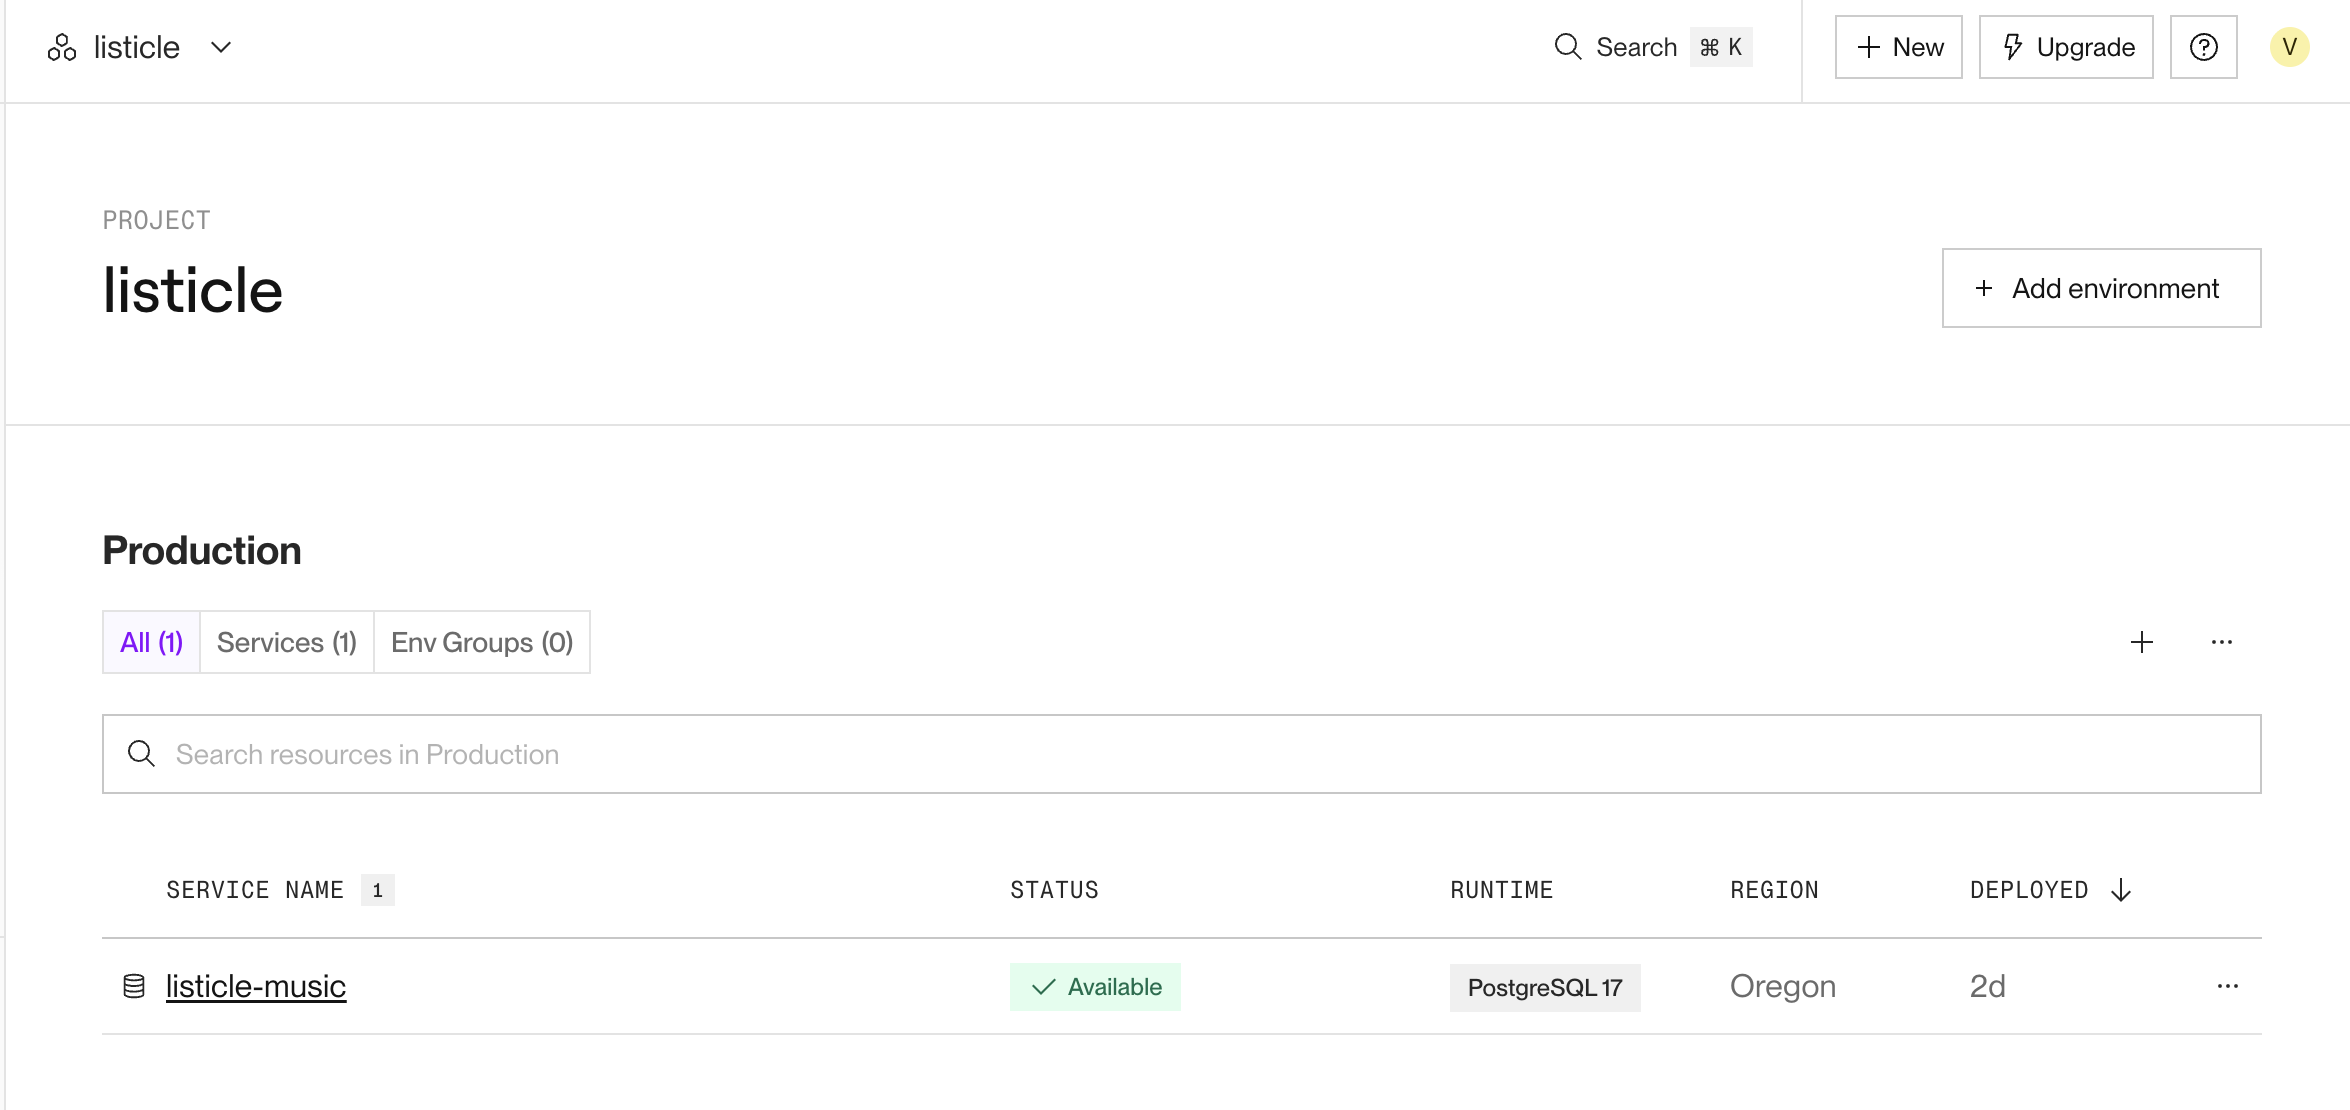 listicle
Search ⌘ K
New
Upgrade
V
PROJECT
listicle
+ Add environment
Production
All (1)
Services (1)
Env Groups (0)
Search resources in Production
SERVICE NAME 1
STATUS
RUNTIME
REGION
DEPLOYED
listicle-music
Available
PostgreSQL 17
Oregon
2d